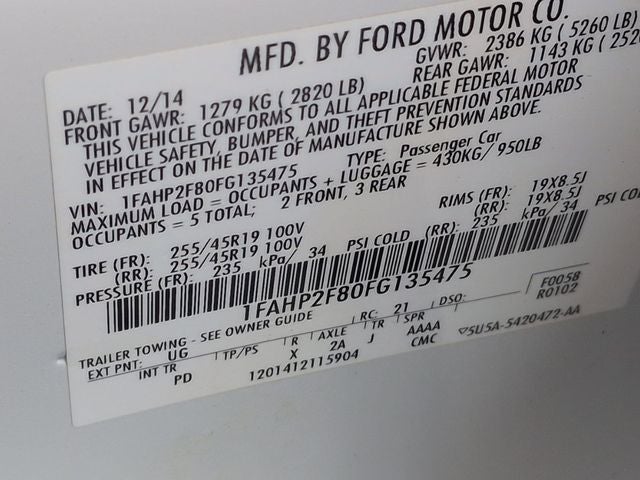 MFD. BY FORD MOTOR CO.
DATE: 12/14 GVWR: 2386 KG ( 5260 LB)
FRONT GAWR: 1279 KG ( 2820 LB) REAR GAWR: 1143 KG ( 252
THIS VEHICLE CONFORMS TO ALL APPLICABLE FEDERAL MOTOR
VEHICLE SAFETY, BUMPER, AND THEFT PREVENTION STANDARDS
IN EFFECT ON THE DATE OF MANUFACTURE SHOWN ABOVE.
VIN: 1FAHP2F80FG135475 TYPE: Passenger Car
MAXIMUM LOAD = OCCUPANTS + LUGGAGE = 430KG/ 950LB
OCCUPANTS = 5 TOTAL; 2 FRONT, 3 REAR
TIRE (FR): 255/45R19 100V RIMS (FR): 19X8.5J
(RR): 255/45R19 100V (RR): 19X8.5J
PRESSURE (FR): 235 kPa/ 34 PSI COLD (RR): 235 kPa/ 34 PSI CO
1FAHP2F80FG135475
F0058
R0102
TRAILER TOWING - SEE OWNER GUIDE RC: 21 DSO:
EXT PNT: UG INT TR TP/PS R AXLE TR SPR
PD X 2A J AAAA
1201412115904 CMC 5U5A-5420472-AA